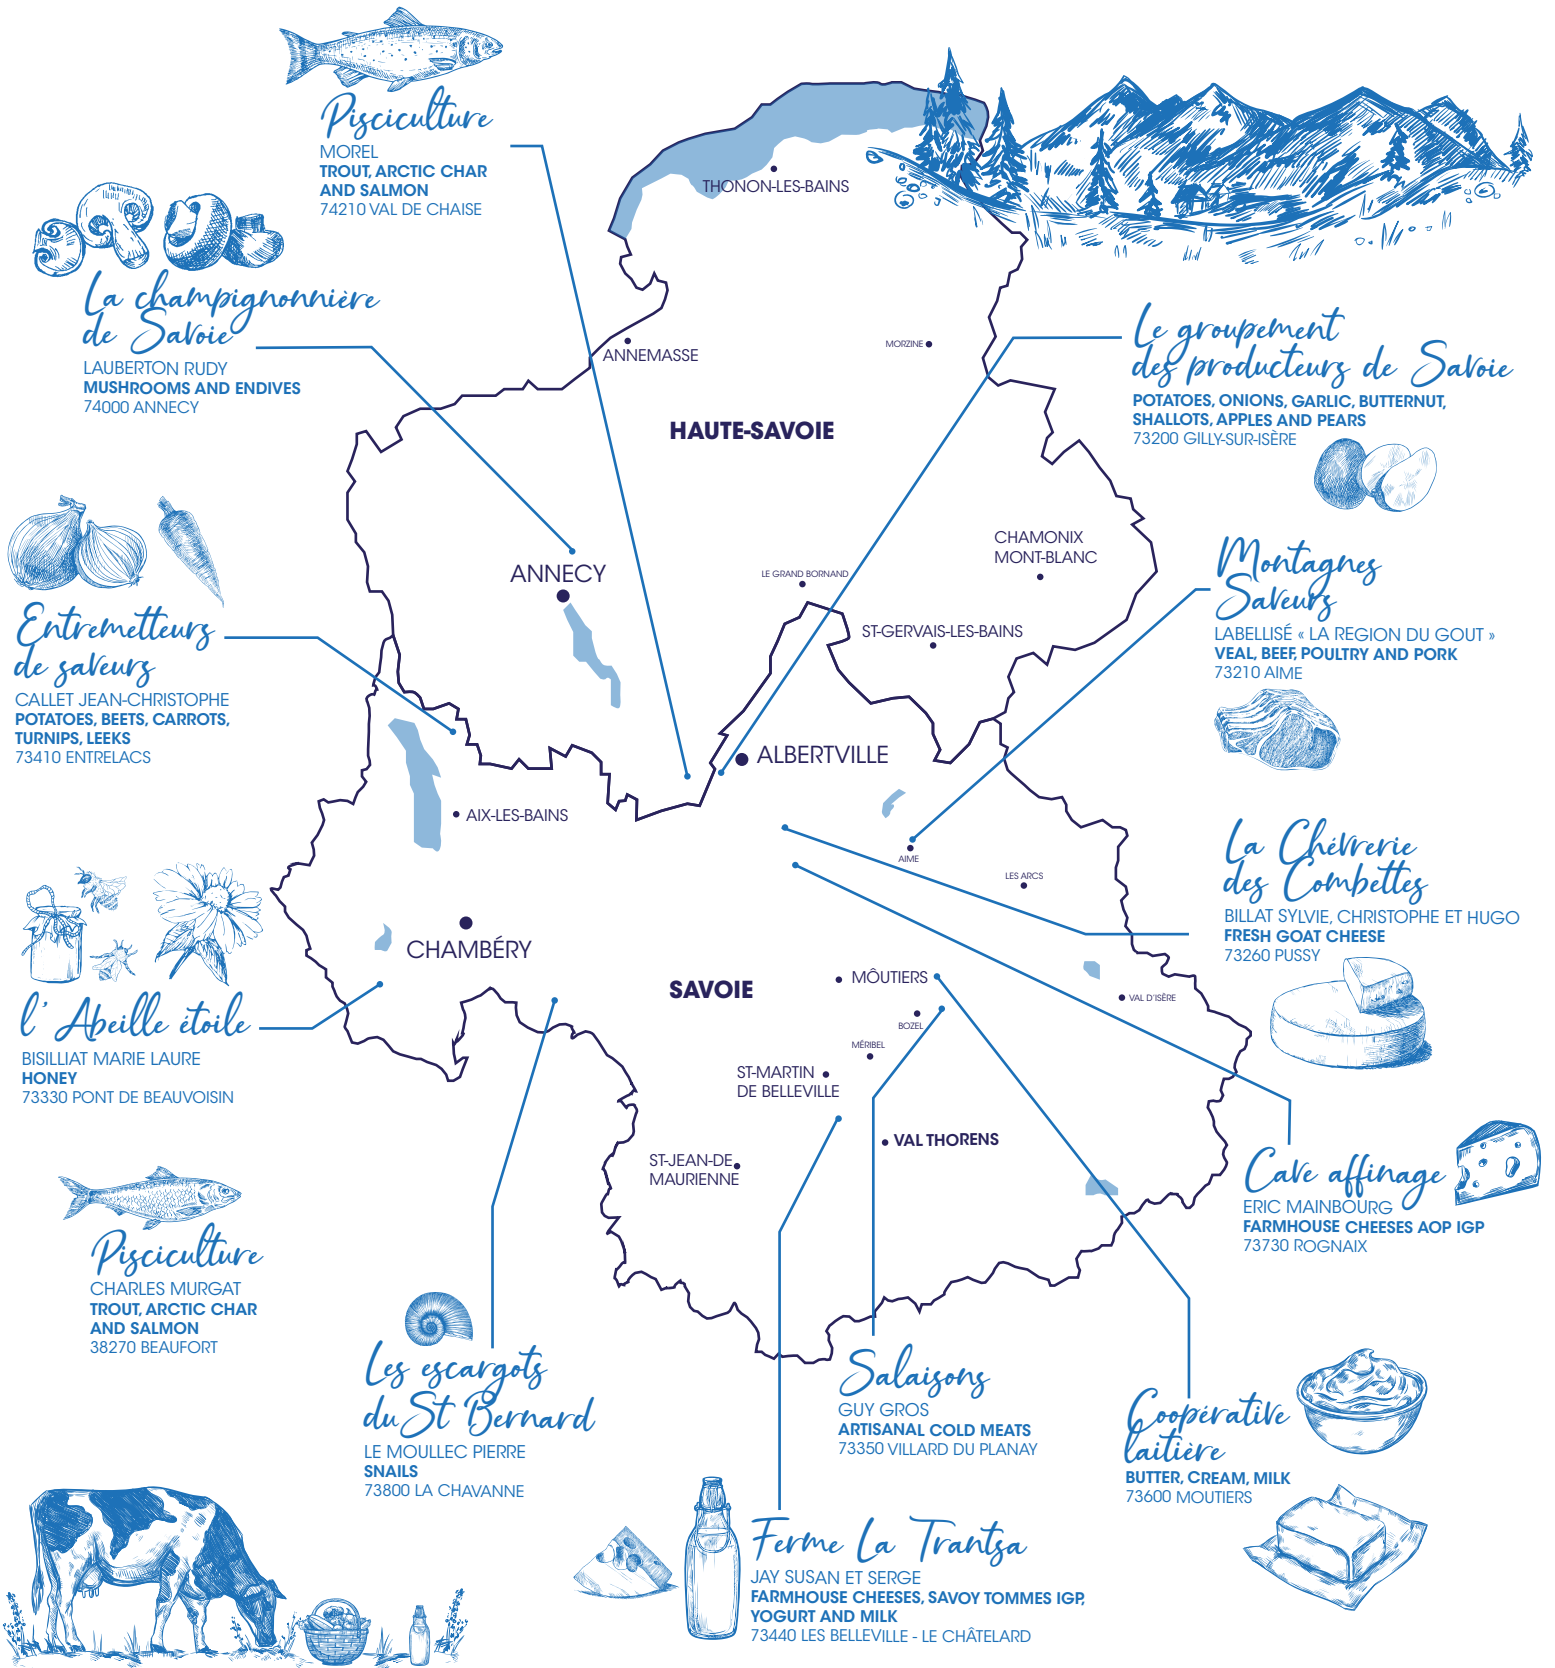 Pisciculture
MOREL
TROUT, ARCTIC CHAR
AND SALMON
74210 VAL DE CHAISE
La champignonnière
de Savoie
LAUBERTON RUDY
MUSHROOMS AND ENDIVES
74000 ANNECY
Entremetteurs
de saveurs
CALLET JEAN-CHRISTOPHE
POTATOES, BEETS, CARROTS,
TURNIPS, LEEKS
73410 ENTRELACS
l' Abeille étoile
BISILLIAT MARIE LAURE
HONEY
73330 PONT DE BEAUVOISIN
Pisciculture
CHARLES MURGAT
TROUT, ARCTIC CHAR
AND SALMON
38270 BEAUFORT
Les escargots
du St Bernard
LE MOULLEC PIERRE
SNAILS
73800 LA CHAVANNE
Ferme La Trantsa
JAY SUSAN ET SERGE
FARMHOUSE CHEESES, SAVOY TOMMES IGP,
YOGURT AND MILK
73440 LES BELLEVILLE - LE CHÂTELARD
Salaisons
GUY GROS
ARTISANAL COLD MEATS
73350 VILLARD DU PLANAY
Coopérative
laitière
BUTTER, CREAM, MILK
73600 MOUTIERS
Cave affinage
ERIC MAINBOURG
FARMHOUSE CHEESES AOP IGP
73730 ROGNAIX
La Chévrerie
des Combettes
BILLAT SYLVIE, CHRISTOPHE ET HUGO
FRESH GOAT CHEESE
73260 PUSSY
Montagnes
Saveurs
LABELLISÉ « LA REGION DU GOUT »
VEAL, BEEF, POULTRY AND PORK
73210 AIME
Le groupement
des producteurs de Savoie
POTATOES, ONIONS, GARLIC, BUTTERNUT,
SHALLOTS, APPLES AND PEARS
73200 GILLY-SUR-ISÈRE
THONON-LES-BAINS
ANNEMASSE
MORZINE
HAUTE-SAVOIE
CHAMONIX
MONT-BLANC
ANNECY
LE GRAND BORNAND
ST-GERVAIS-LES-BAINS
ALBERTVILLE
AIX-LES-BAINS
AIME
LES ARCS
CHAMBÉRY
SAVOIE
MÔUTIERS
VAL D'ISÈRE
BOZEL
MÉRIBEL
ST-MARTIN
DE BELLEVILLE
VAL THORENS
ST-JEAN-DE
MAURIENNE